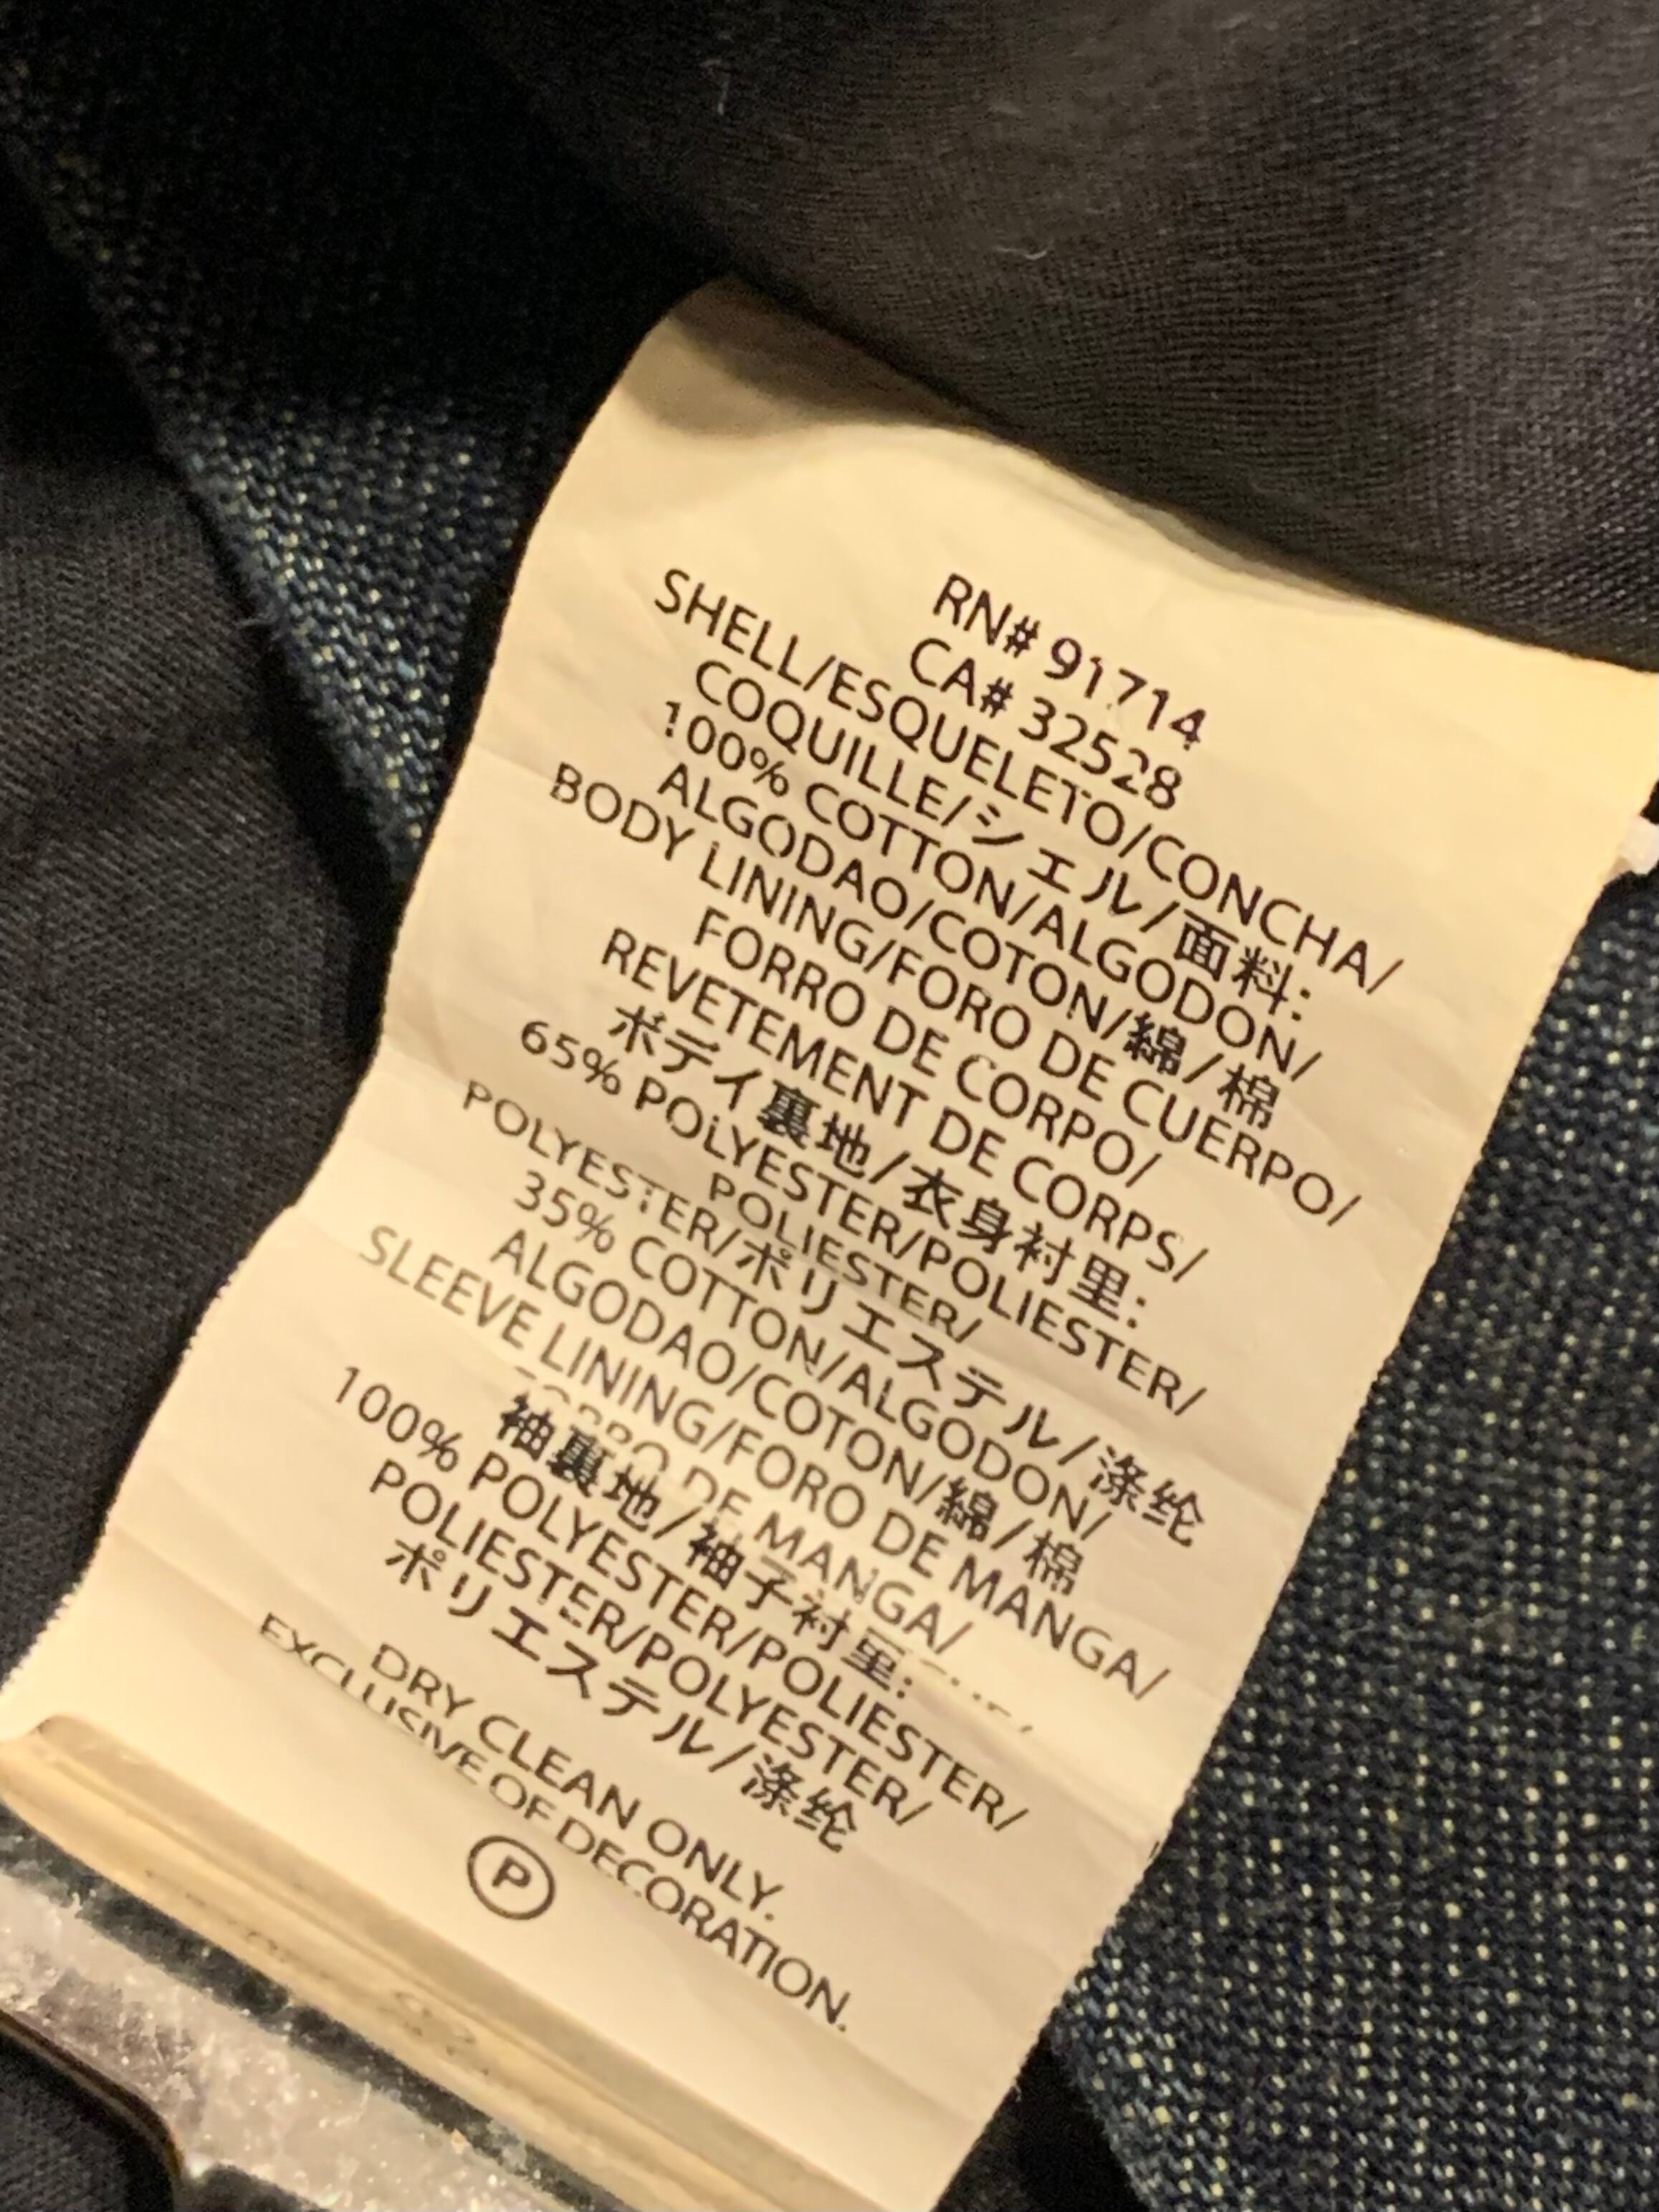 RN# 91714
CA# 32528
SHELL/ESQUELETO/CONCHA/
COQUILLE/シェル/面料:
100% COTTON/ALGODON/
ALGODAO/COTON/綿/棉
BODY LINING/FORO DE CUERPO/
FORRO DE CORPO/
REVETEMENT DE CORPS/
ボディ裏地/衣身衬里:
65% POLYESTER/POLIESTER/
POLIESTER/
POLYESTER/ポリエステル/涤纶
35% COTTON/ALGODON/
ALGODAO/COTON/綿/棉
SLEEVE LINING/FORO DE MANGA/
FORRO DE MANGA/
袖裏地/袖子衬里:
100% POLYESTER/POLIESTER/
POLIESTER/POLYESTER/
ポリエステル/涤纶
DRY CLEAN ONLY.
EXCLUSIVE OF DECORATION.
P